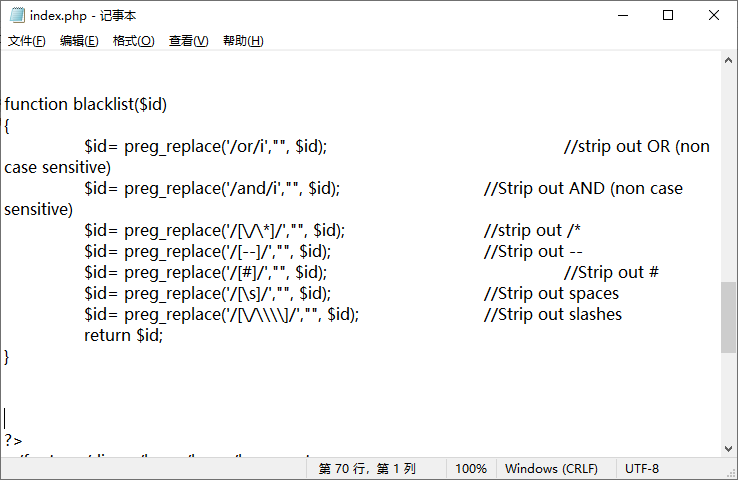 index.php - 记事本
文件(F) 编辑(E) 格式(O) 查看(V) 帮助(H)
function blacklist($id)
{
$id= preg_replace('/or/i',"", $id); //strip out OR (non
case sensitive)
$id= preg_replace('/and/i',"", $id); //Strip out AND (non case
sensitive)
$id= preg_replace('/[\/\*]/',"", $id); //strip out /*
$id= preg_replace('/[--]/',"", $id); //Strip out --
$id= preg_replace('/[#]/',"", $id); //Strip out #
$id= preg_replace('/[\s]/',"", $id); //Strip out spaces
$id= preg_replace('/[\/\\\\]/',"", $id); //Strip out slashes
return $id;
}
?>
第 70 行，第 1 列 100% Windows (CRLF) UTF-8